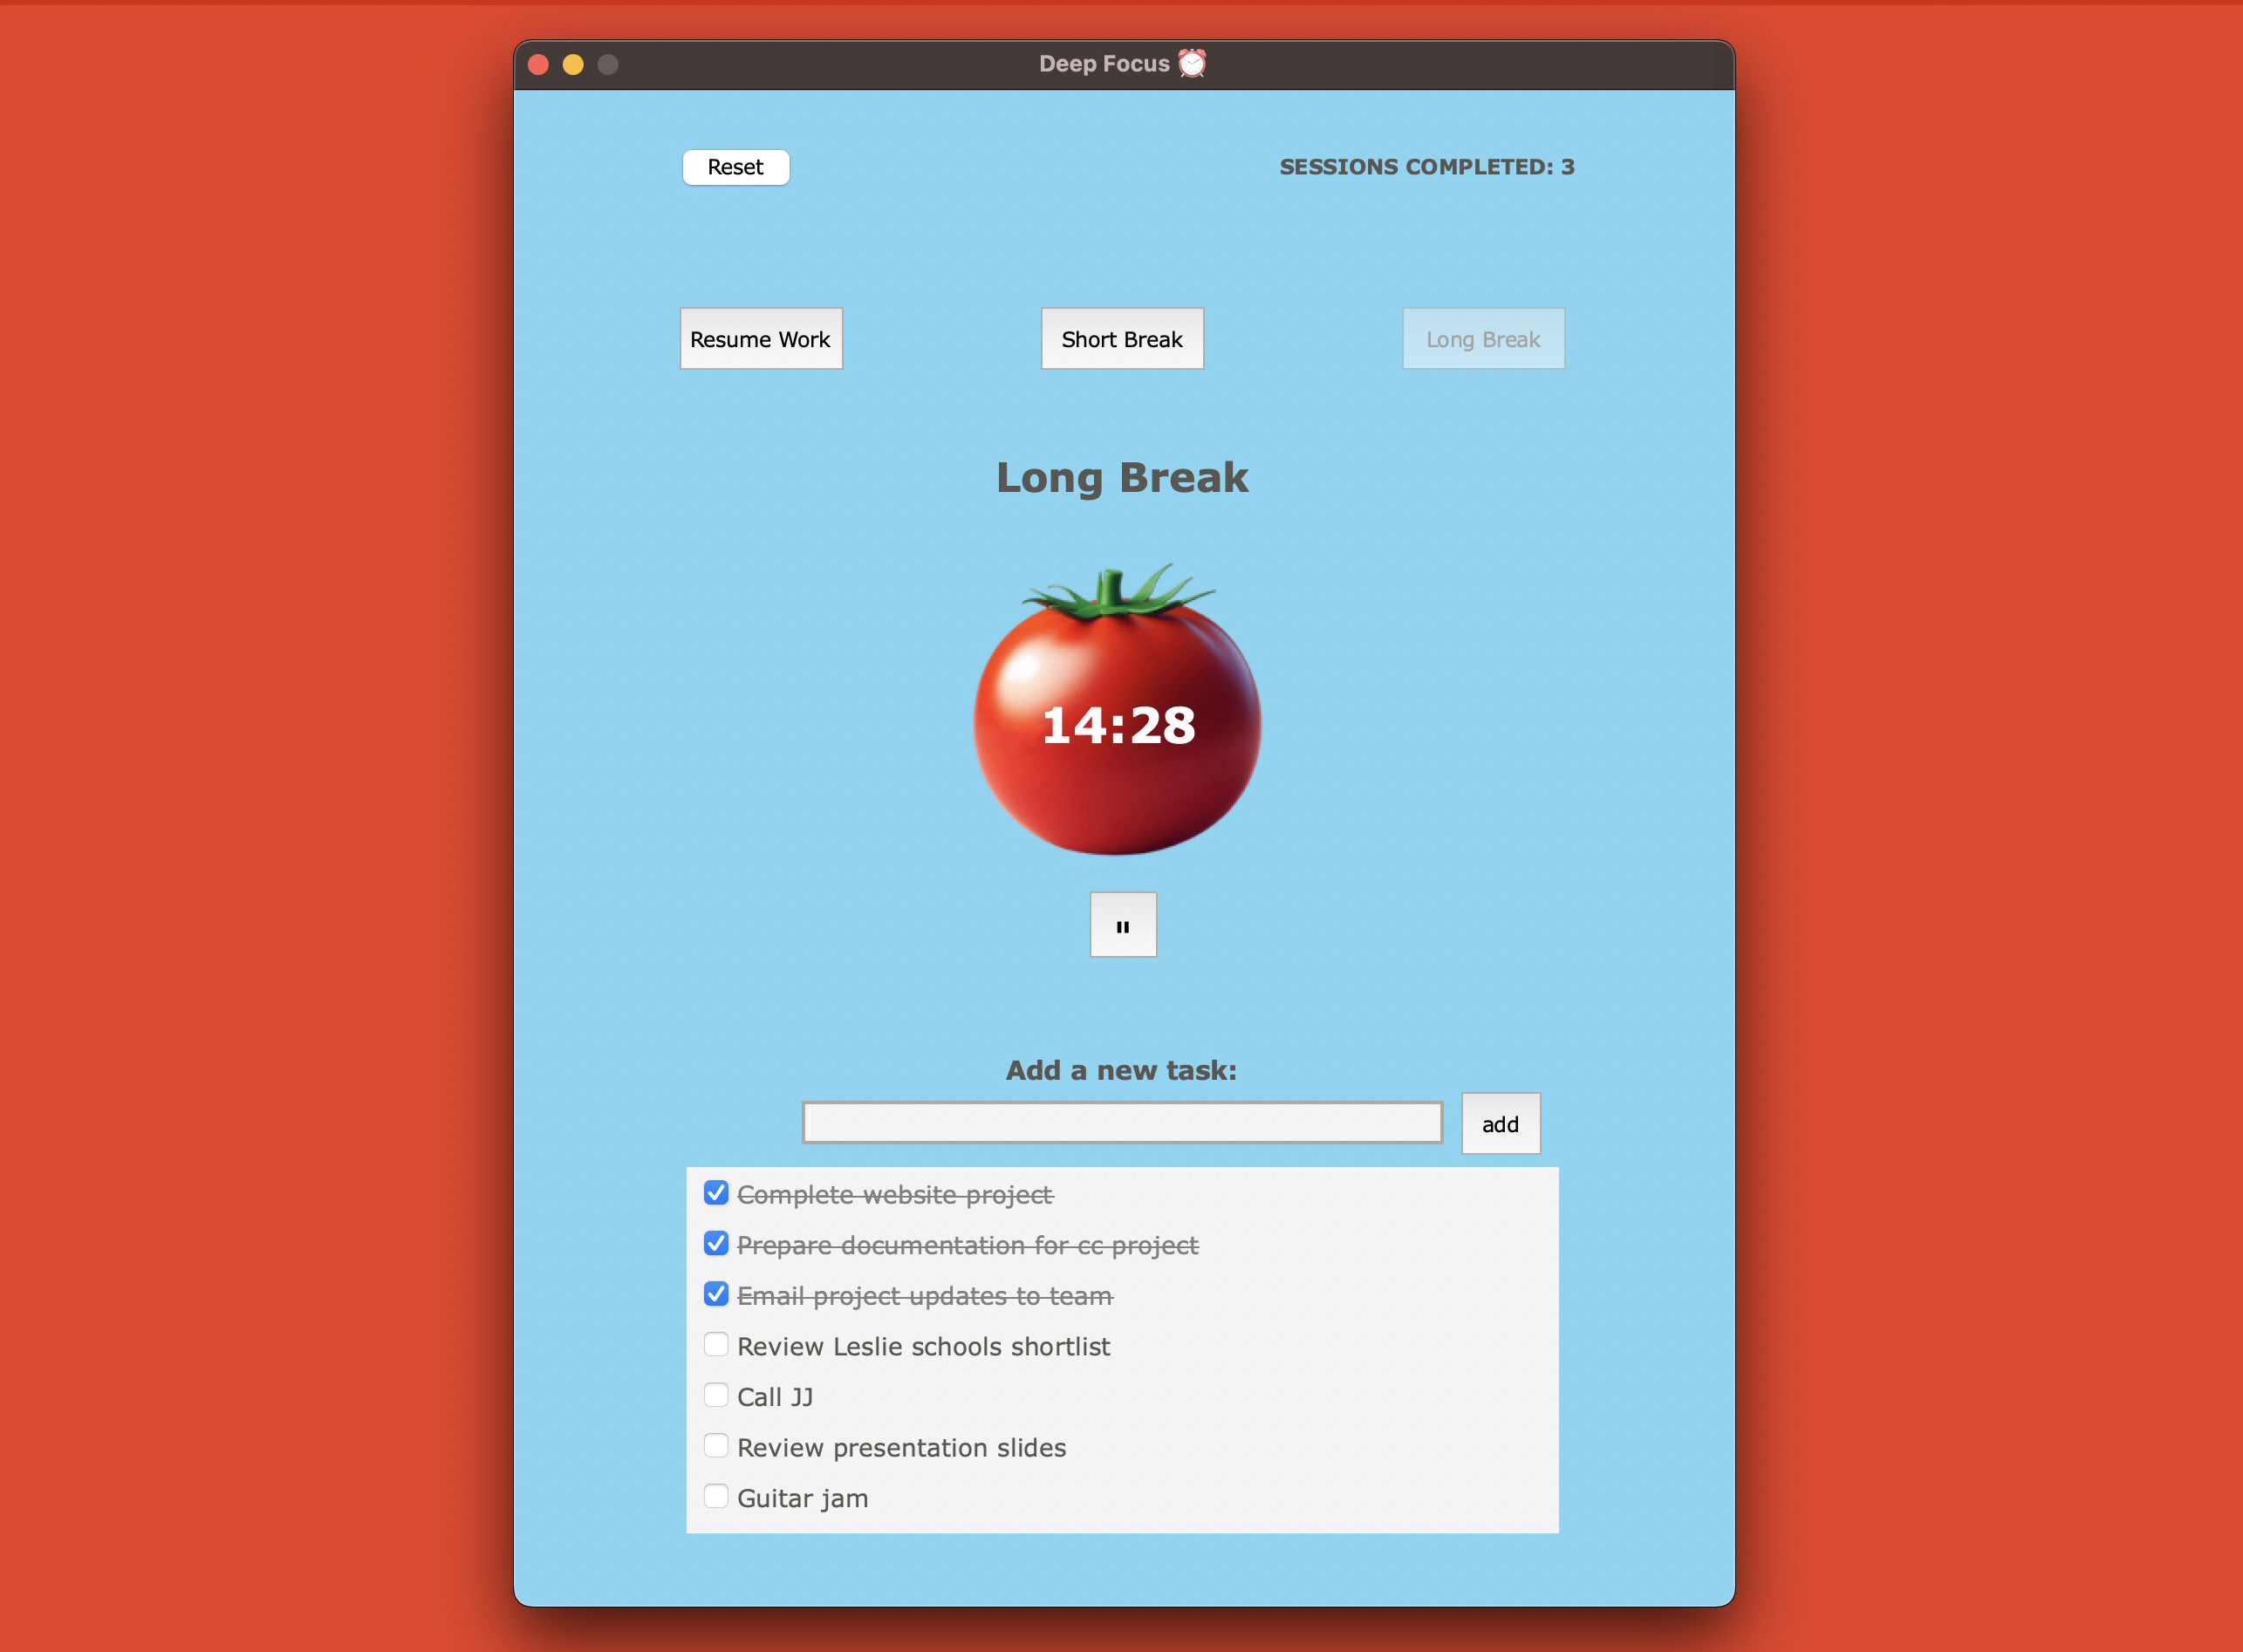 Deep Focus ⏰
Reset
SESSIONS COMPLETED: 3
Resume Work
Short Break
Long Break
Long Break
14:28
⏸
Add a new task:
add
Complete website project
Prepare documentation for cc project
Email project updates to team
Review Leslie schools shortlist
Call JJ
Review presentation slides
Guitar jam